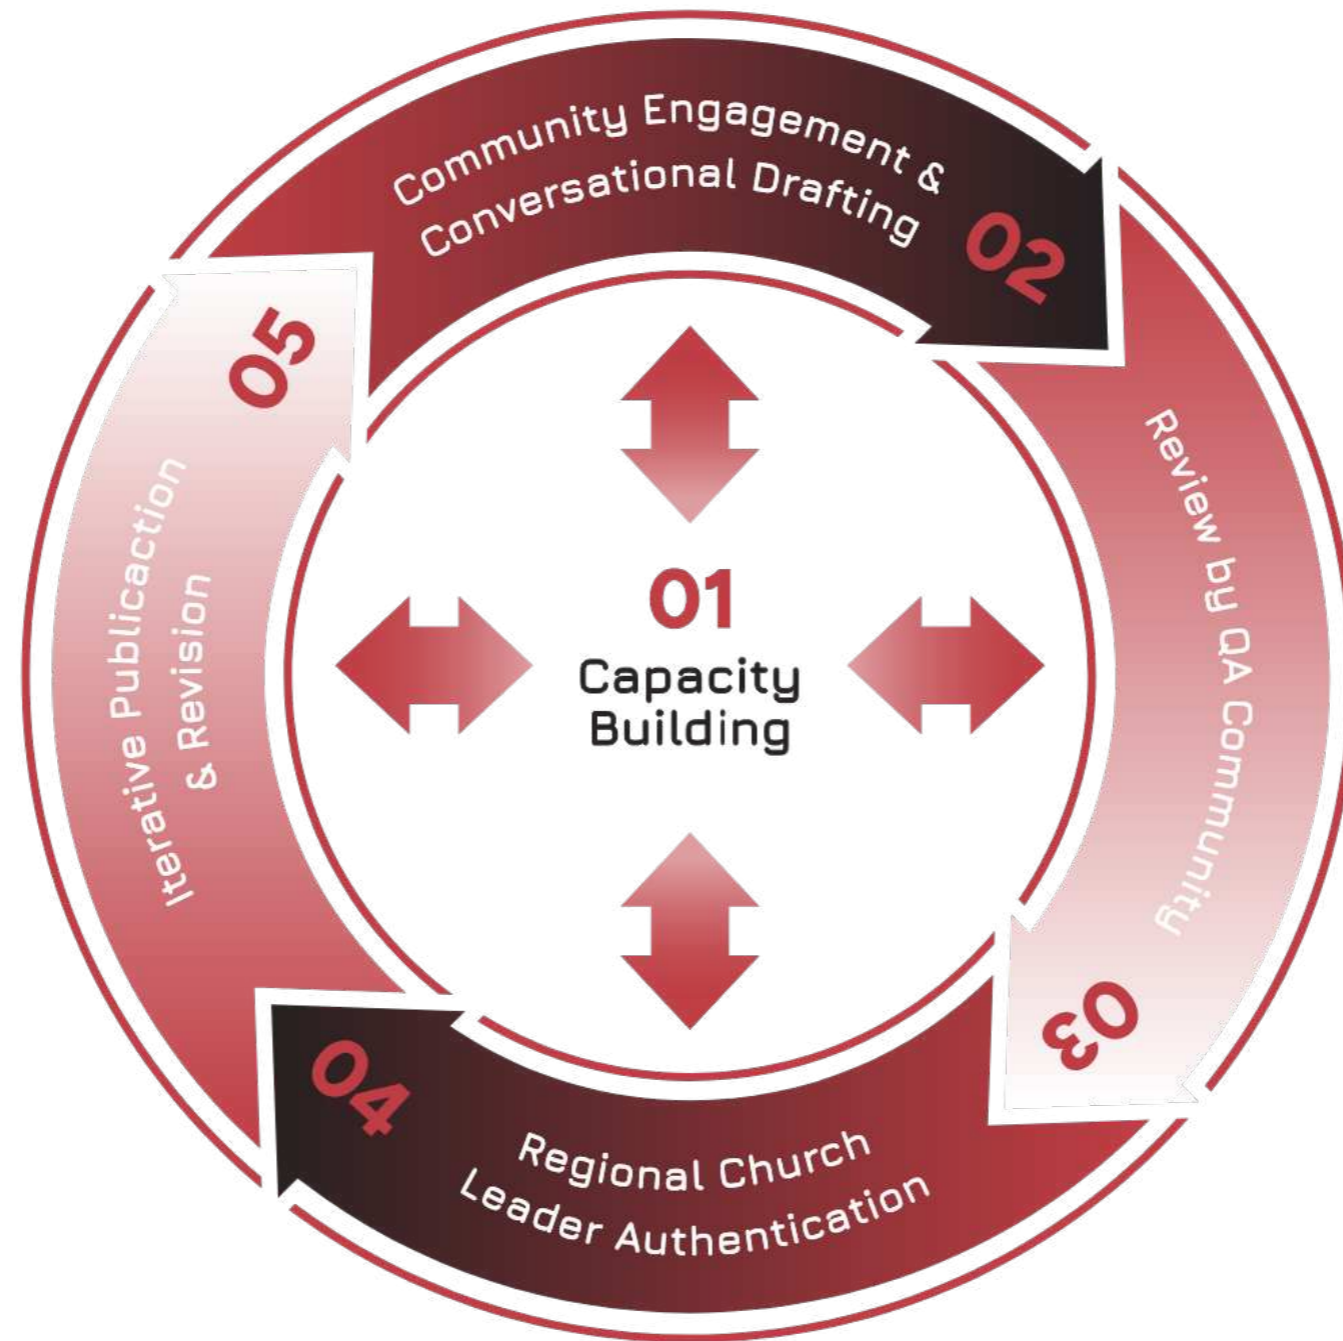 01
Capacity
Building
Community Engagement &
Conversational Drafting
02
Review by QA Community
03
Regional Church
Leader Authentication
04
Iterative Publicaction
& Revision
05